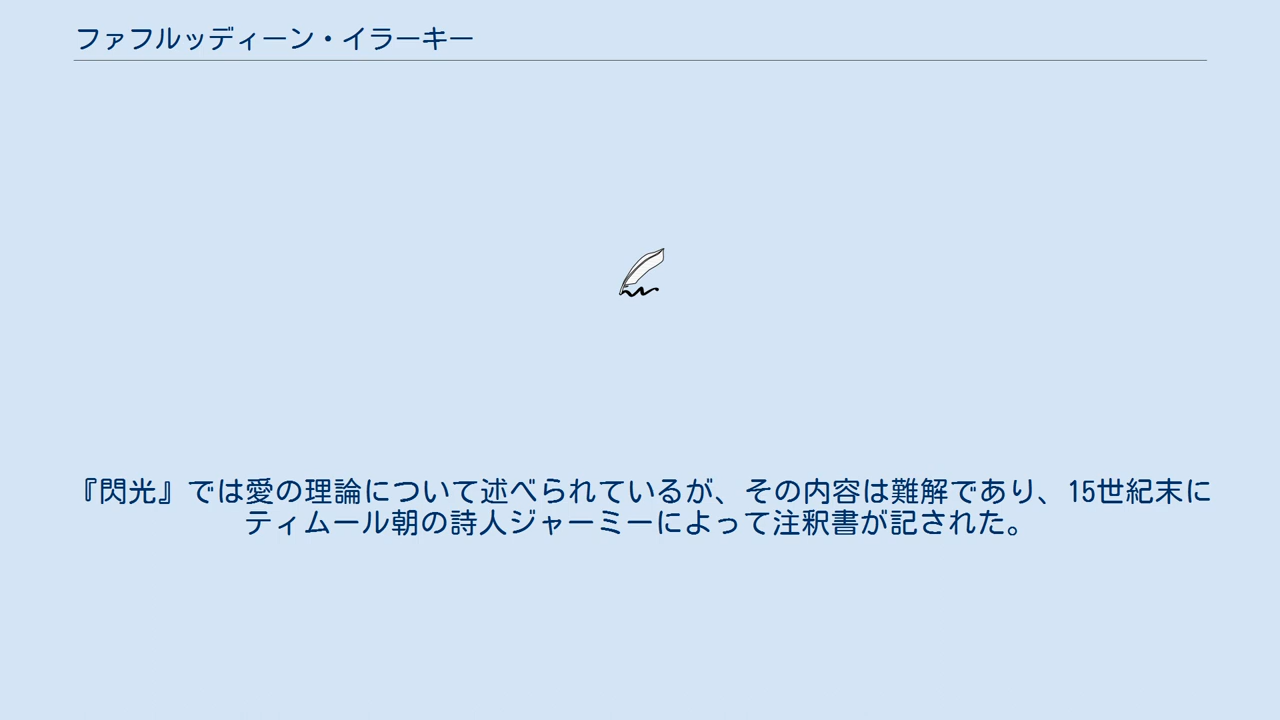 ファフルッディーン・イラーキー
『閃光』では愛の理論について述べられているが、その内容は難解であり、15世紀末に
ティムール朝の詩人ジャーミーによって注釈書が記された。